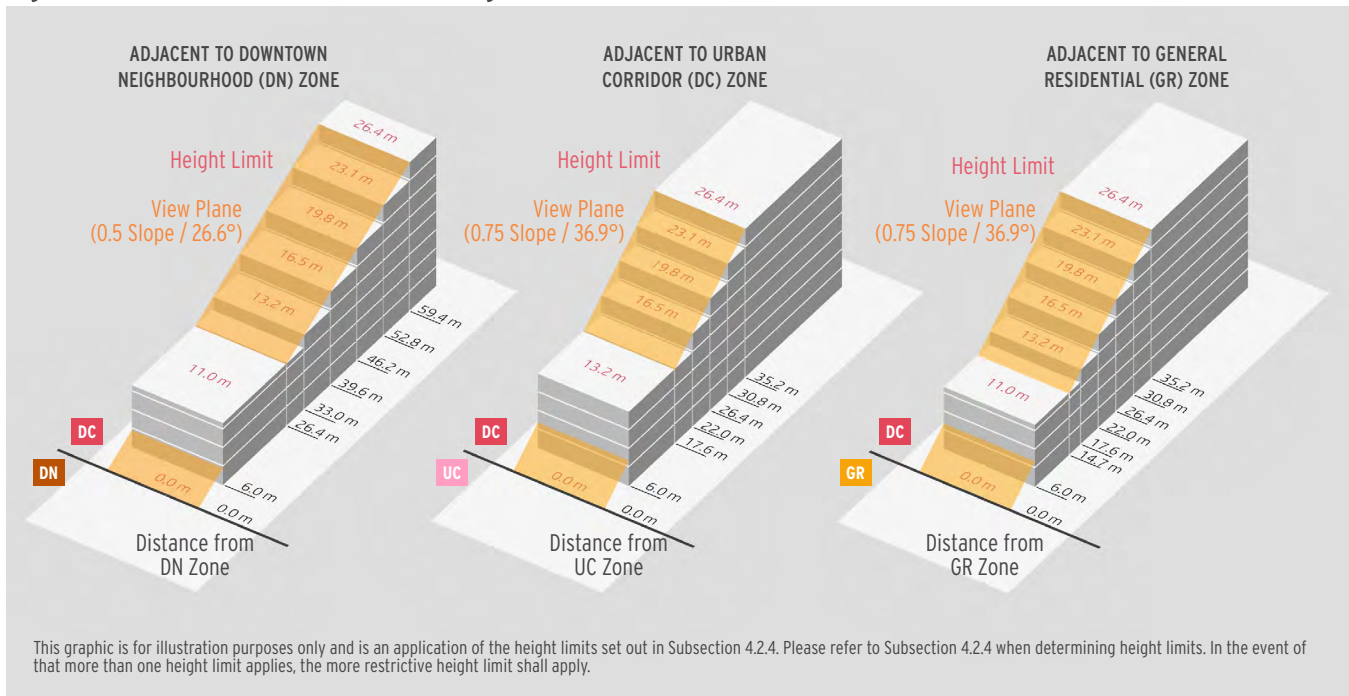 ADJACENT TO DOWNTOWN
NEIGHBOURHOOD (DN) ZONE
26.4 m
Height Limit
23.1 m
View Plane
(0.5 Slope / 26.6°)
19.8 m
16.5 m
13.2 m
11.0 m
59.4 m
52.8 m
46.2 m
39.6 m
33.0 m
26.4 m
DC
DN
0.0 m
6.0 m
0.0 m
Distance from
DN Zone
ADJACENT TO URBAN
CORRIDOR (DC) ZONE
Height Limit
26.4 m
View Plane
(0.75 Slope / 36.9°)
23.1 m
19.8 m
16.5 m
13.2 m
35.2 m
30.8 m
26.4 m
22.0 m
17.6 m
DC
UC
0.0 m
6.0 m
0.0 m
Distance from
UC Zone
ADJACENT TO GENERAL
RESIDENTIAL (GR) ZONE
Height Limit
26.4 m
View Plane
(0.75 Slope / 36.9°)
23.1 m
19.8 m
16.5 m
13.2 m
11.0 m
35.2 m
30.8 m
26.4 m
22.0 m
17.6 m
14.7 m
DC
GR
0.0 m
6.0 m
0.0 m
Distance from
GR Zone
This graphic is for illustration purposes only and is an application of the height limits set out in Subsection 4.2.4. Please refer to Subsection 4.2.4 when determining height limits. In the event of
that more than one height limit applies, the more restrictive height limit shall apply.